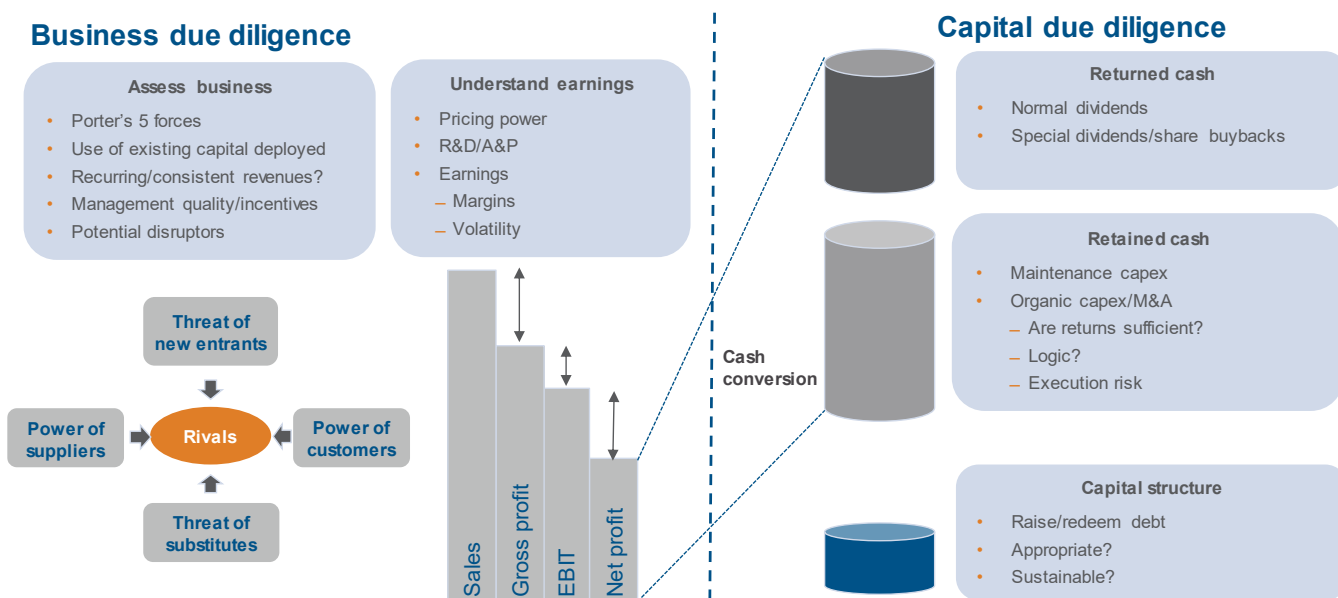 Business due diligence
Assess business
• Porter's 5 forces
• Use of existing capital deployed
• Recurring/consistent revenues?
• Management quality/incentives
• Potential disruptors
Understand earnings
• Pricing power
• R&D/A&P
• Earnings
– Margins
– Volatility
Threat of
new entrants
Power of
suppliers
Rivals
Power of
customers
Threat of
substitutes
Sales
Gross profit
EBIT
Net profit
Cash
conversion
Capital due diligence
Returned cash
• Normal dividends
• Special dividends/share buybacks
Retained cash
• Maintenance capex
• Organic capex/M&A
– Are returns sufficient?
– Logic?
– Execution risk
Capital structure
• Raise/redeem debt
• Appropriate?
• Sustainable?